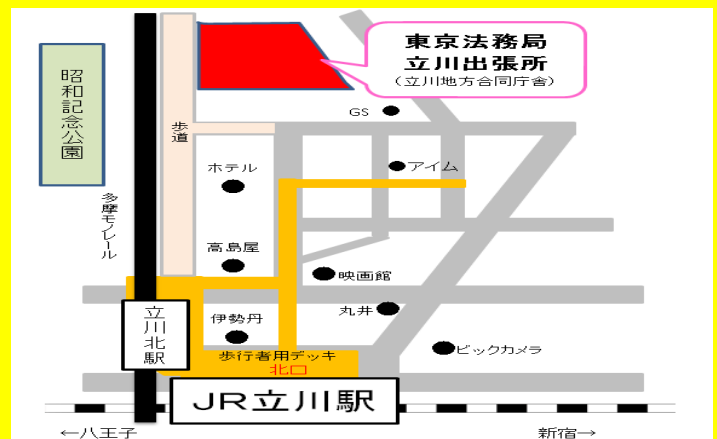 東京法務局
立川出張所
（立川地方合同庁舎）
昭和記念公園
歩道
GS
ホテル
アイム
多摩モノレール
高島屋
映画館
立川北駅
伊勢丹
丸井
ビックカメラ
歩行者用デッキ
北口
JR立川駅
←八王子
新宿→